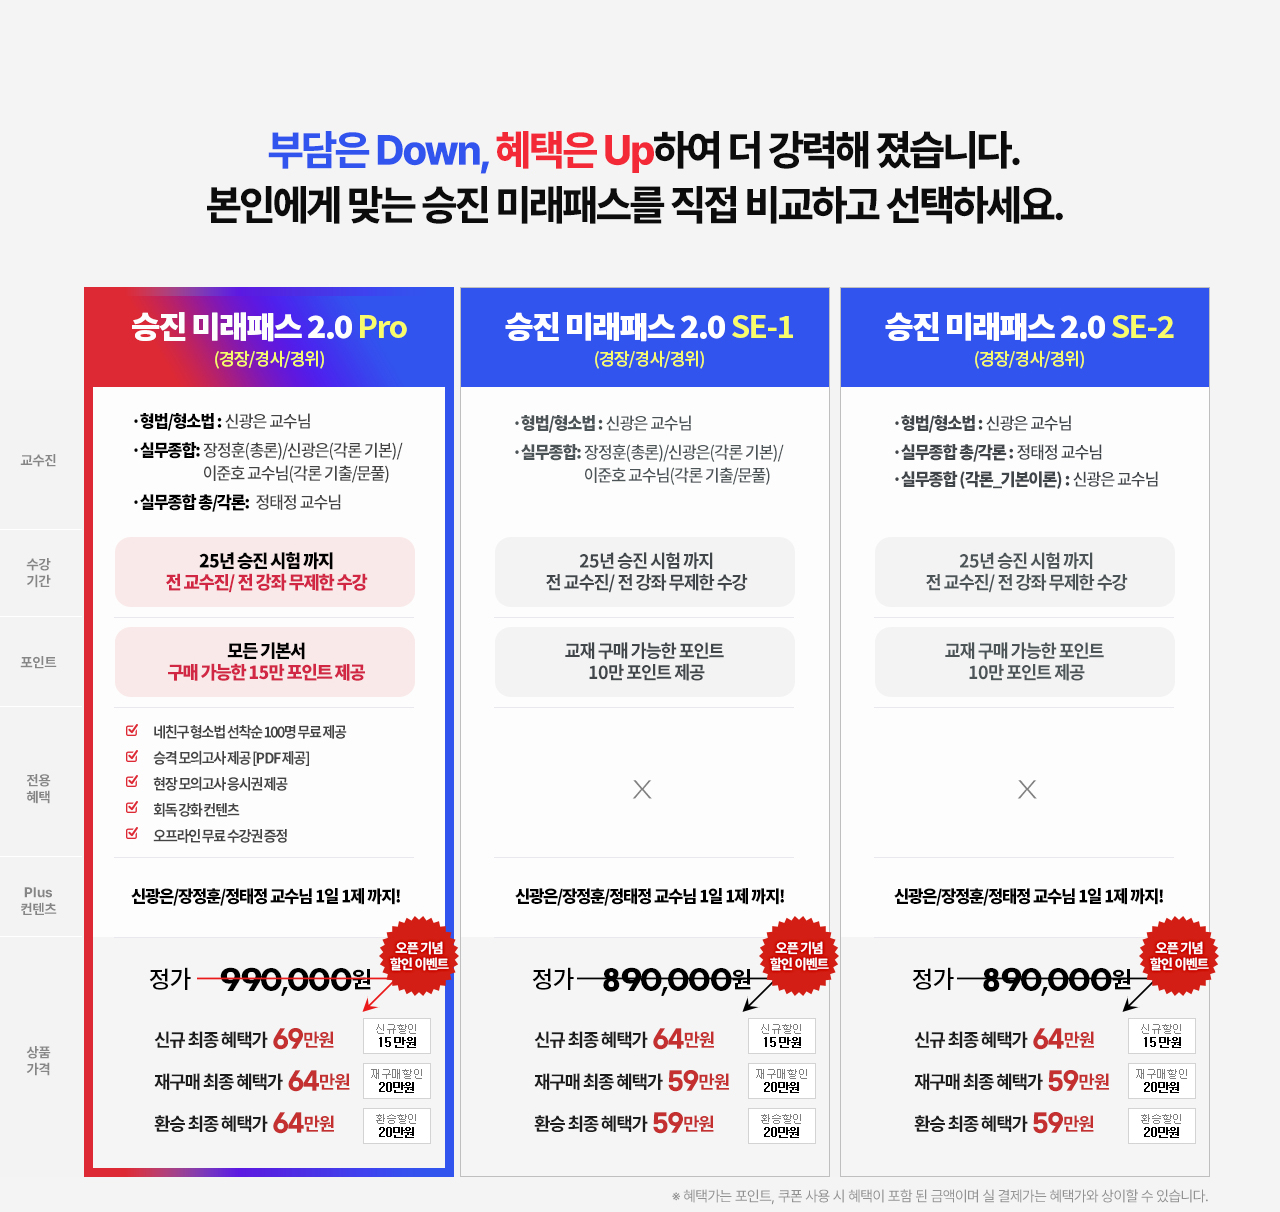 부담은 Down, 혜택은 Up하여 더 강력해 졌습니다.
본인에게 맞는 승진 미래패스를 직접 비교하고 선택하세요.
승진 미래패스 2.0 Pro
(경장/경사/경위)
승진 미래패스 2.0 SE-1
(경장/경사/경위)
승진 미래패스 2.0 SE-2
(경장/경사/경위)
교수진
· 형법/형소법 : 신광은 교수님
· 실무종합: 장정훈(총론)/신광은(각론 기본)/
이준호 교수님(각론 기출/문풀)
· 실무종합 총/각론: 정태정 교수님
· 형법/형소법 : 신광은 교수님
· 실무종합: 장정훈(총론)/신광은(각론 기본)/
이준호 교수님(각론 기출/문풀)
· 형법/형소법 : 신광은 교수님
· 실무종합 총/각론 : 정태정 교수님
· 실무종합 (각론_기본이론) : 신광은 교수님
수강
기간
25년 승진 시험 까지
전 교수진/ 전 강좌 무제한 수강
25년 승진 시험 까지
전 교수진/ 전 강좌 무제한 수강
25년 승진 시험 까지
전 교수진/ 전 강좌 무제한 수강
포인트
모든 기본서
구매 가능한 15만 포인트 제공
교재 구매 가능한 포인트
10만 포인트 제공
교재 구매 가능한 포인트
10만 포인트 제공
전용
혜택
네친구 형소법 선착순 100명 무료 제공
승격 모의고사 제공 [PDF 제공]
현장 모의고사 응시권 제공
회독 강화 컨텐츠
오프라인 무료 수강권 증정
X
X
Plus
컨텐츠
신광은/장정훈/정태정 교수님 1일 1제 까지!
신광은/장정훈/정태정 교수님 1일 1제 까지!
신광은/장정훈/정태정 교수님 1일 1제 까지!
상품
가격
오픈 기념
할인 이벤트
정가 990,000원
신규 최종 혜택가 69만원
신규할인
15만원
재구매 최종 혜택가 64만원
재구매할인
20만원
환승 최종 혜택가 64만원
환승할인
20만원
오픈 기념
할인 이벤트
정가 890,000원
신규 최종 혜택가 64만원
신규할인
15만원
재구매 최종 혜택가 59만원
재구매할인
20만원
환승 최종 혜택가 59만원
환승할인
20만원
오픈 기념
할인 이벤트
정가 890,000원
신규 최종 혜택가 64만원
신규할인
15만원
재구매 최종 혜택가 59만원
재구매할인
20만원
환승 최종 혜택가 59만원
환승할인
20만원
※ 혜택가는 포인트, 쿠폰 사용 시 혜택이 포함 된 금액이며 실 결제가는 혜택가와 상이할 수 있습니다.